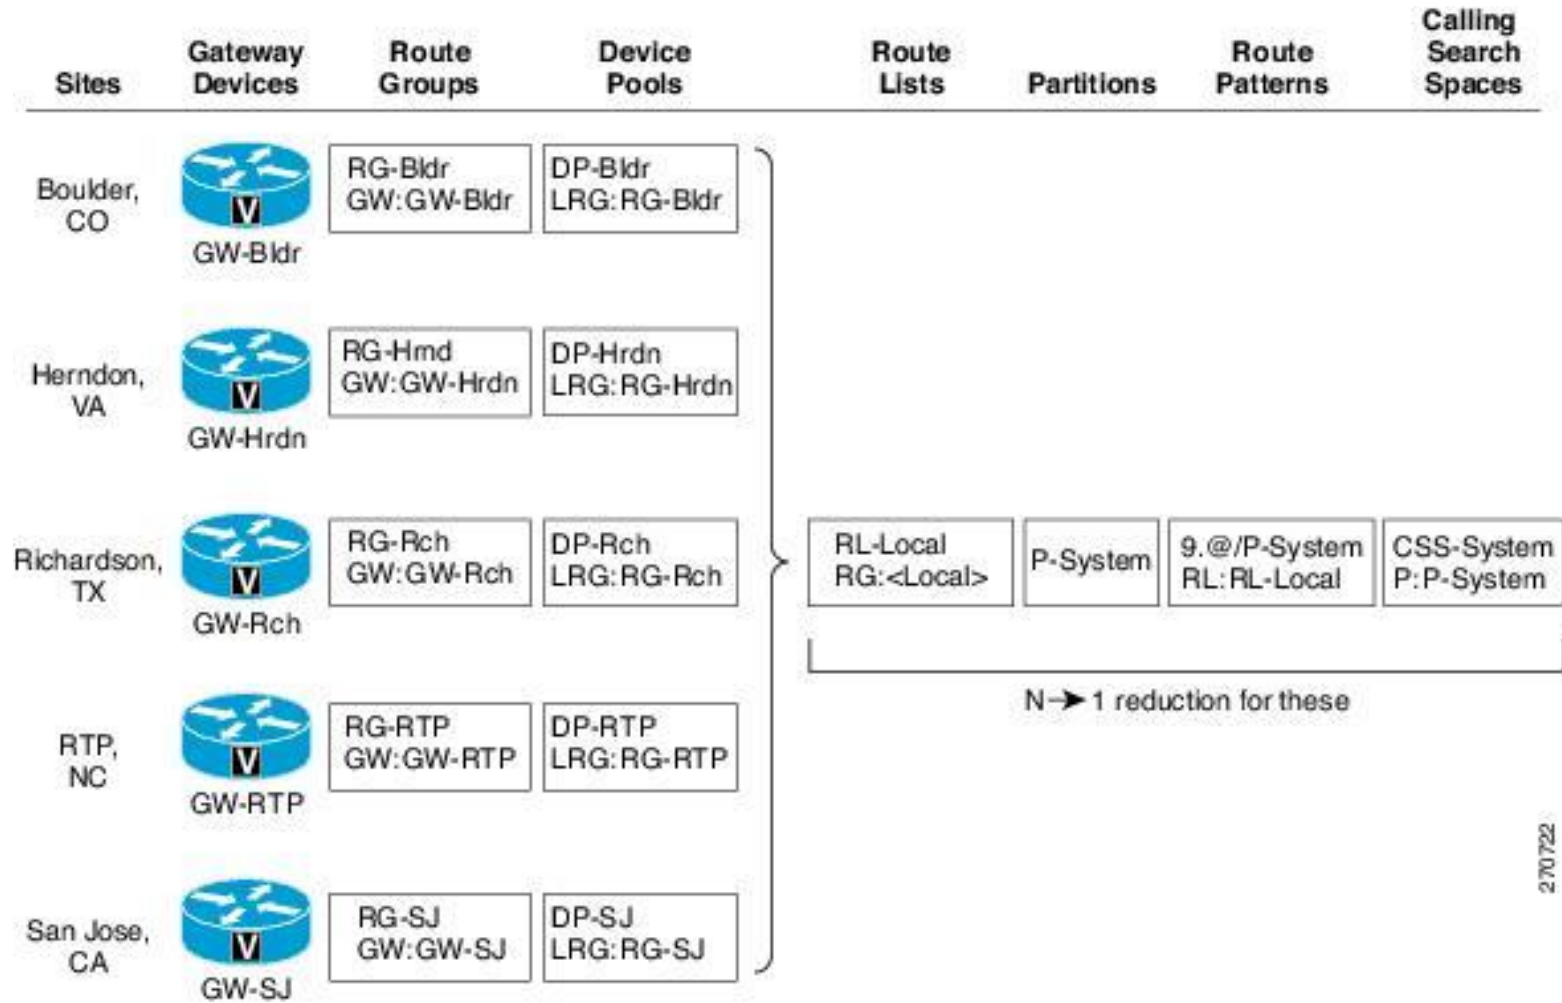 Sites
Gateway
Devices
Route
Groups
Device
Pools
Route
Lists
Partitions
Route
Patterns
Calling
Search
Spaces
Boulder,
CO
V
GW-Bldr
RG-Bldr
GW:GW-Bldr
DP-Bldr
LRG:RG-Bldr
Herndon,
VA
V
GW-Hrdn
RG-Hrnd
GW:GW-Hrdn
DP-Hrdn
LRG:RG-Hrdn
Richardson,
TX
V
GW-Rch
RG-Rch
GW:GW-Rch
DP-Rch
LRG:RG-Rch
RL-Local
RG:<Local>
P-System
9.@/P-System
RL:RL-Local
CSS-System
P:P-System
N➤1 reduction for these
RTP,
NC
V
GW-RTP
RG-RTP
GW:GW-RTP
DP-RTP
LRG:RG-RTP
San Jose,
CA
V
GW-SJ
RG-SJ
GW:GW-SJ
DP-SJ
LRG:RG-SJ
270722